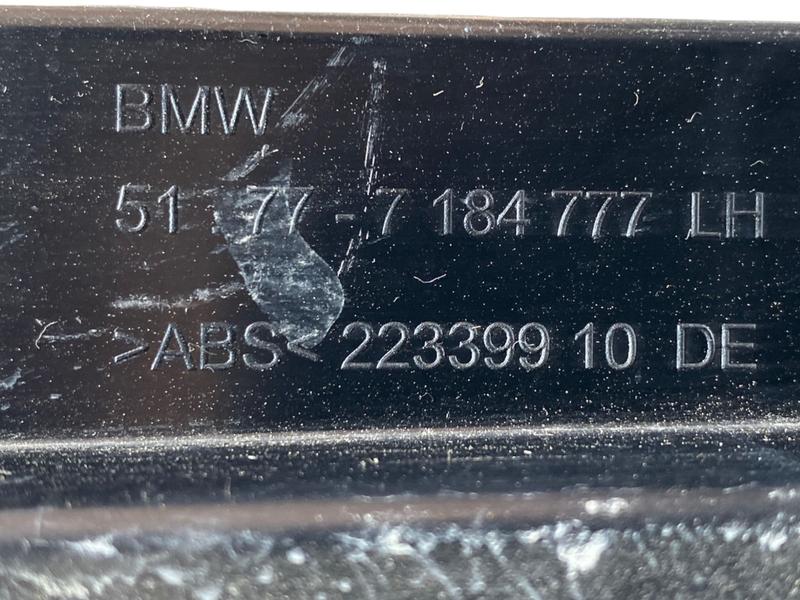 BMW
51 . 77 - 7 184 777 LH
>ABS< 223399 10 DE